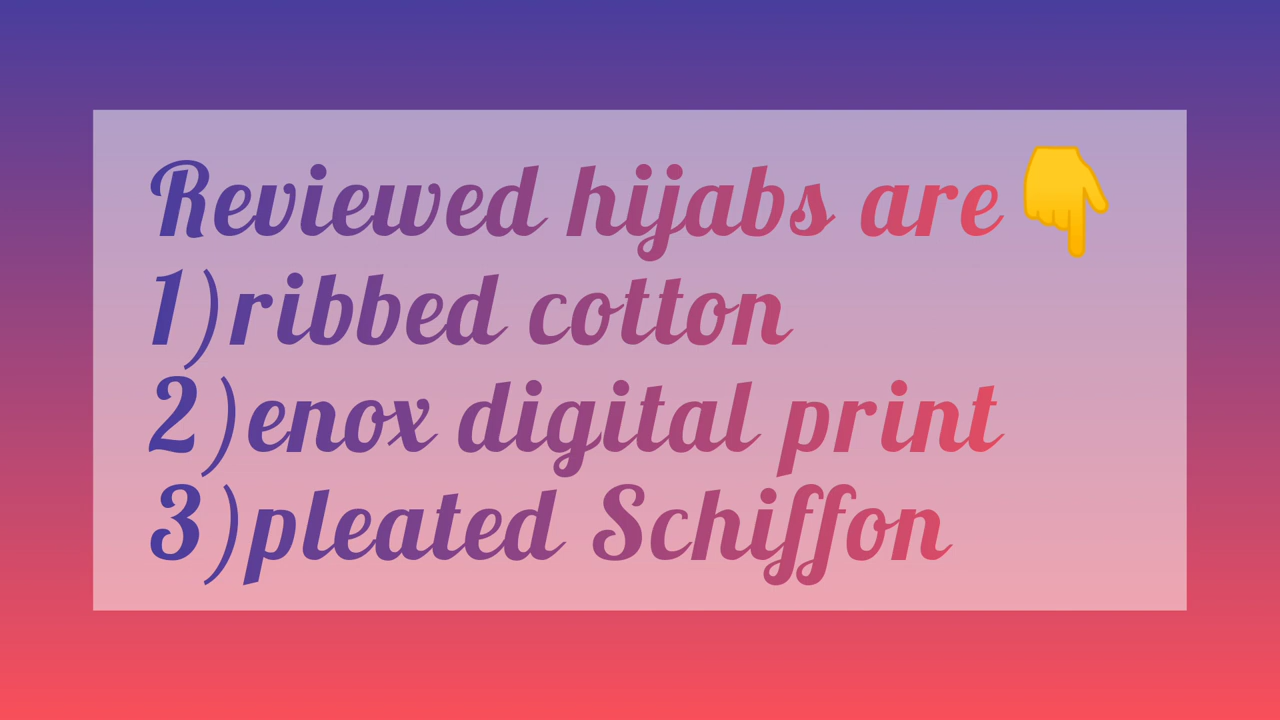 Reviewed hijabs are👇
1)ribbed cotton
2)enox digital print
3)pleated Schiffon